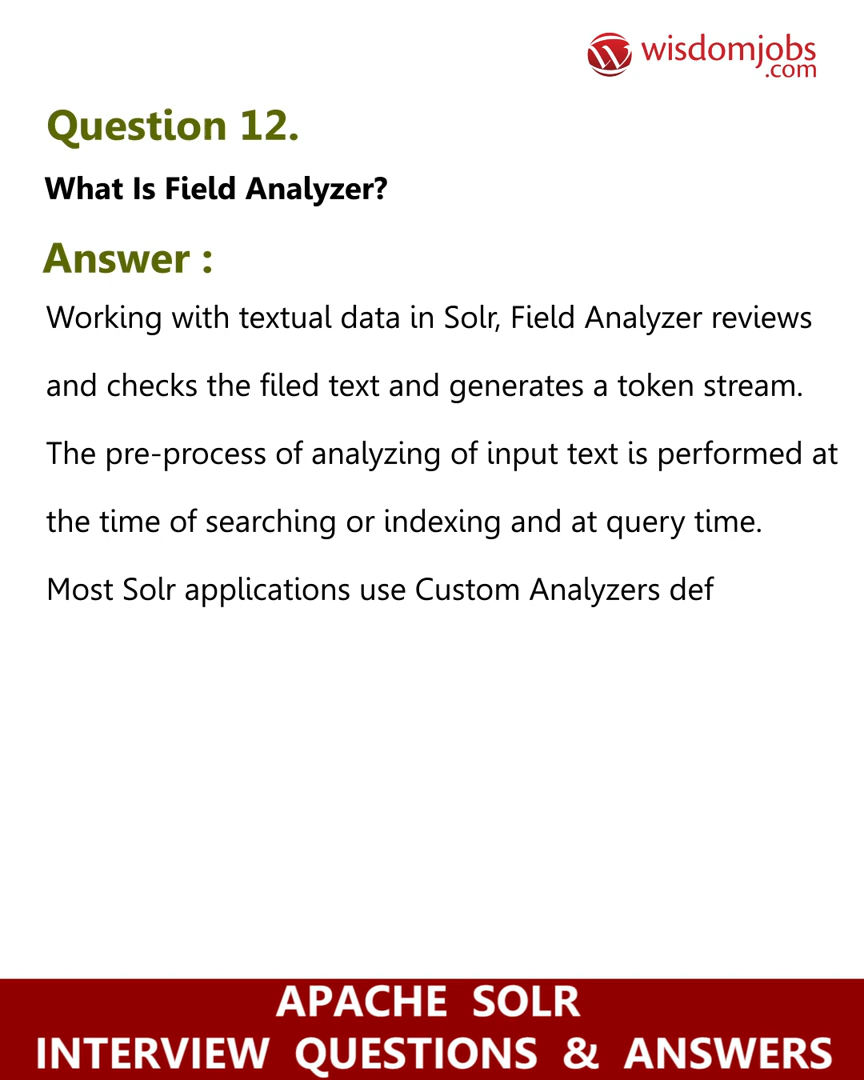 wisdomjobs
.com
Question 12.
What Is Field Analyzer?
Answer :
Working with textual data in Solr, Field Analyzer reviews
and checks the filed text and generates a token stream.
The pre-process of analyzing of input text is performed at
the time of searching or indexing and at query time.
Most Solr applications use Custom Analyzers def
APACHE SOLR
INTERVIEW QUESTIONS & ANSWERS